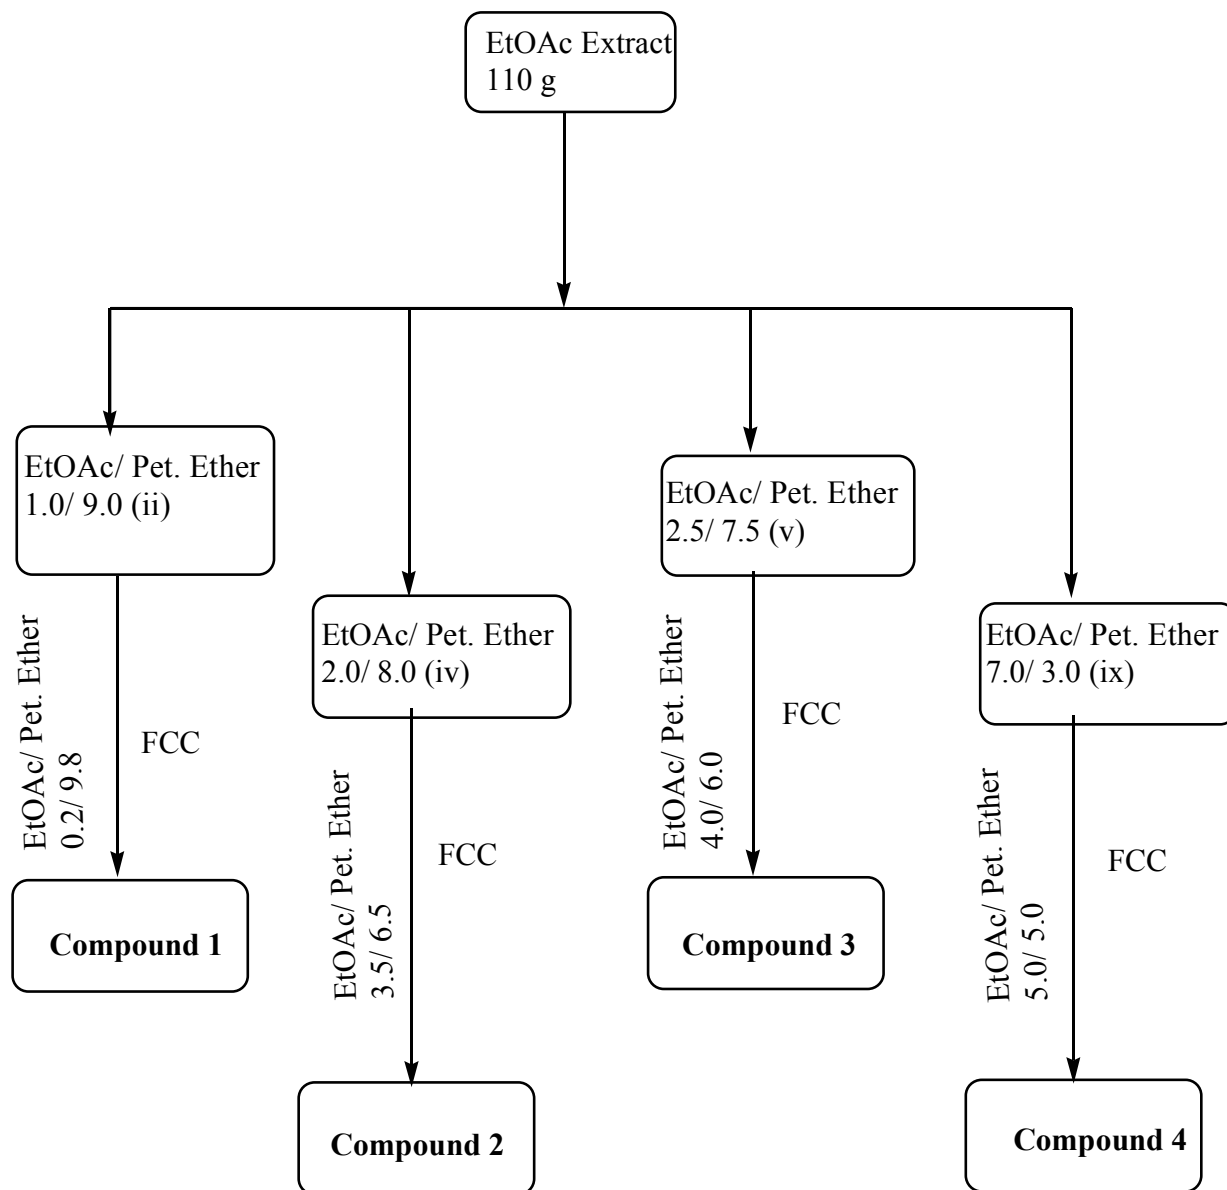 EtOAc Extract
110 g
EtOAc/ Pet. Ether
1.0/ 9.0 (ii)
EtOAc/ Pet. Ether
2.0/ 8.0 (iv)
EtOAc/ Pet. Ether
2.5/ 7.5 (v)
EtOAc/ Pet. Ether
7.0/ 3.0 (ix)
EtOAc/ Pet. Ether
0.2/ 9.8
FCC
EtOAc/ Pet. Ether
3.5/ 6.5
FCC
EtOAc/ Pet. Ether
4.0/ 6.0
FCC
EtOAc/ Pet. Ether
5.0/ 5.0
FCC
Compound 1
Compound 2
Compound 3
Compound 4